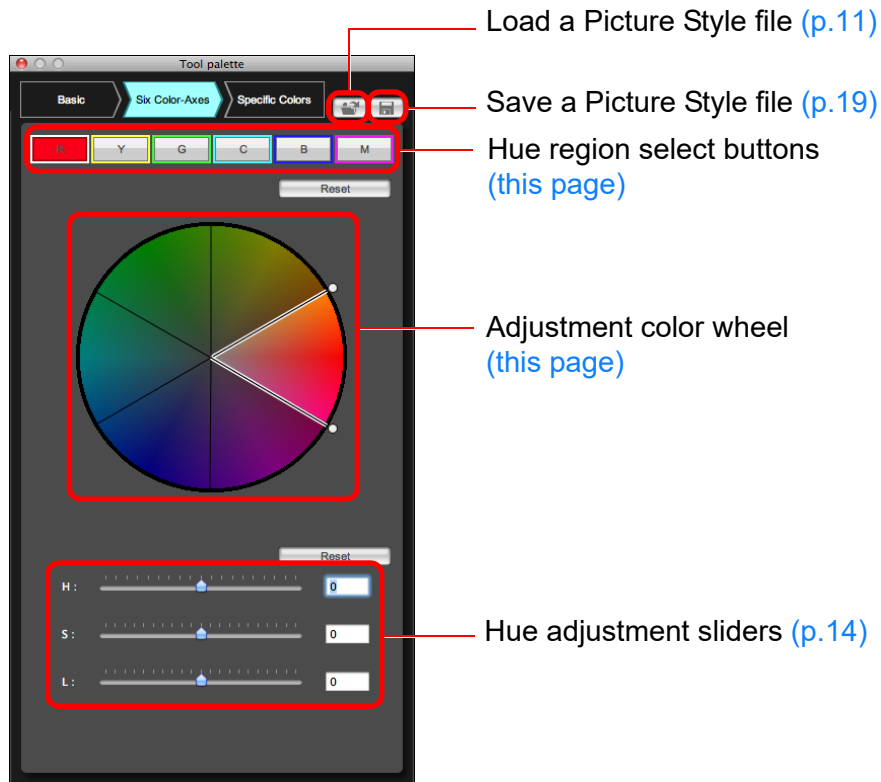 Load a Picture Style file (p.11)
Tool palette
Basic
Six Color-Axes
Specific Colors
Save a Picture Style file (p.19)
R
Y
G
C
B
M
Hue region select buttons
(this page)
Reset
Adjustment color wheel
(this page)
Reset
H :
0
S :
0
Hue adjustment sliders (p.14)
L :
0